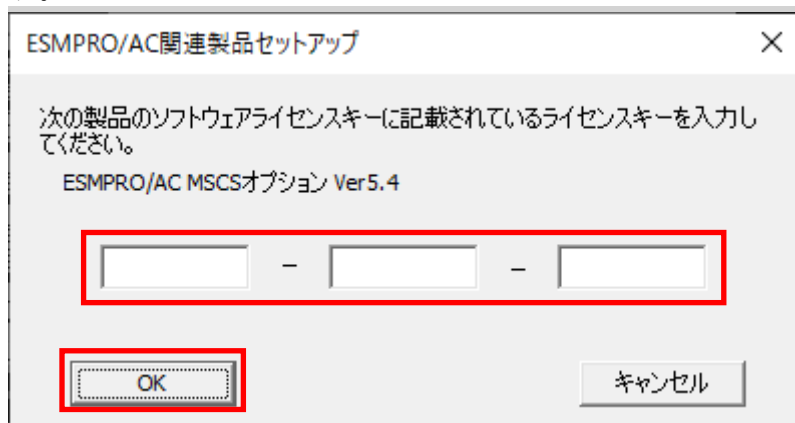 ESMPRO/AC関連製品セットアップ
次の製品のソフトウェアライセンスキーに記載されているライセンスキーを入力し
てください。
ESMPRO/AC MSCSオプション Ver5.4
－ －
OK キャンセル